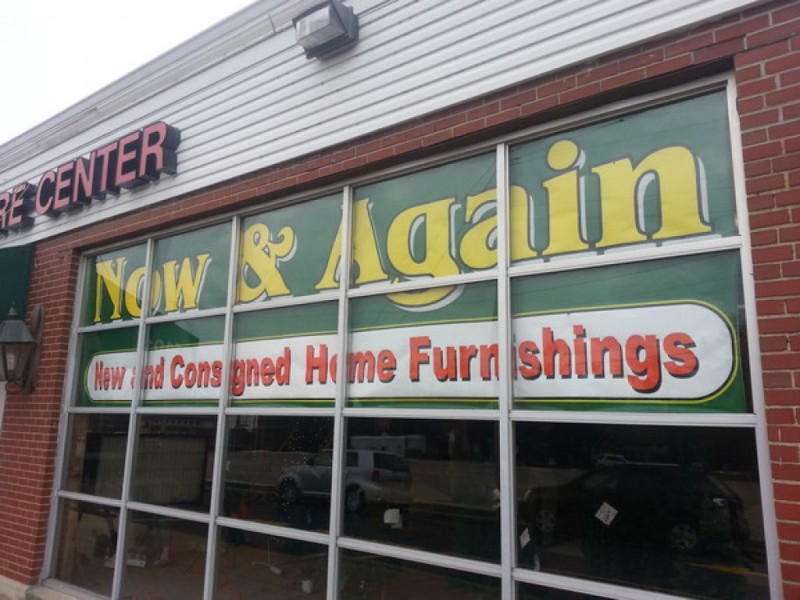 RE CENTER
Now & Again
New and Consigned Home Furnishings